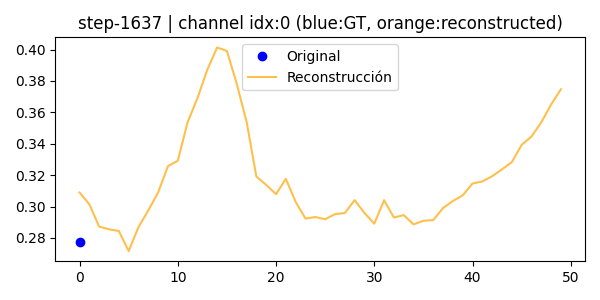 step-1637 | channel idx:0 (blue:GT, orange:reconstructed)
Original
Reconstrucción
0.40
0.38
0.36
0.34
0.32
0.30
0.28
0 10 20 30 40 50